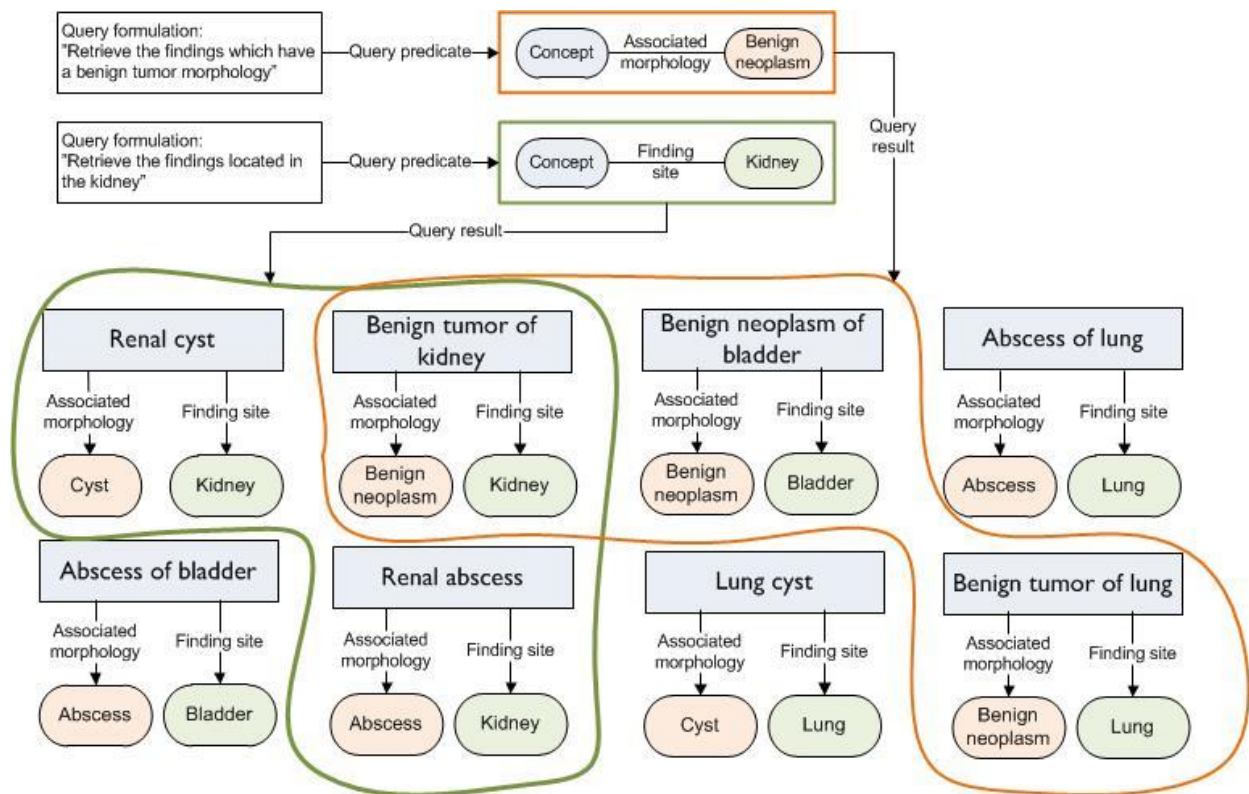 Query formulation:
"Retrieve the findings which have
a benign tumor morphology"
Query predicate
Concept
Associated
morphology
Benign
neoplasm
Query
result
Query formulation:
"Retrieve the findings located in
the kidney"
Query predicate
Concept
Finding
site
Kidney
Query result
Renal cyst
Associated
morphology
Finding site
Cyst
Kidney
Benign tumor of
kidney
Associated
morphology
Finding site
Benign
neoplasm
Kidney
Benign neoplasm of
bladder
Associated
morphology
Finding site
Benign
neoplasm
Bladder
Abscess of lung
Associated
morphology
Finding site
Abscess
Lung
Abscess of bladder
Associated
morphology
Finding site
Abscess
Bladder
Renal abscess
Associated
morphology
Finding site
Abscess
Kidney
Lung cyst
Associated
morphology
Finding site
Cyst
Lung
Benign tumor of lung
Associated
morphology
Finding site
Benign
neoplasm
Lung